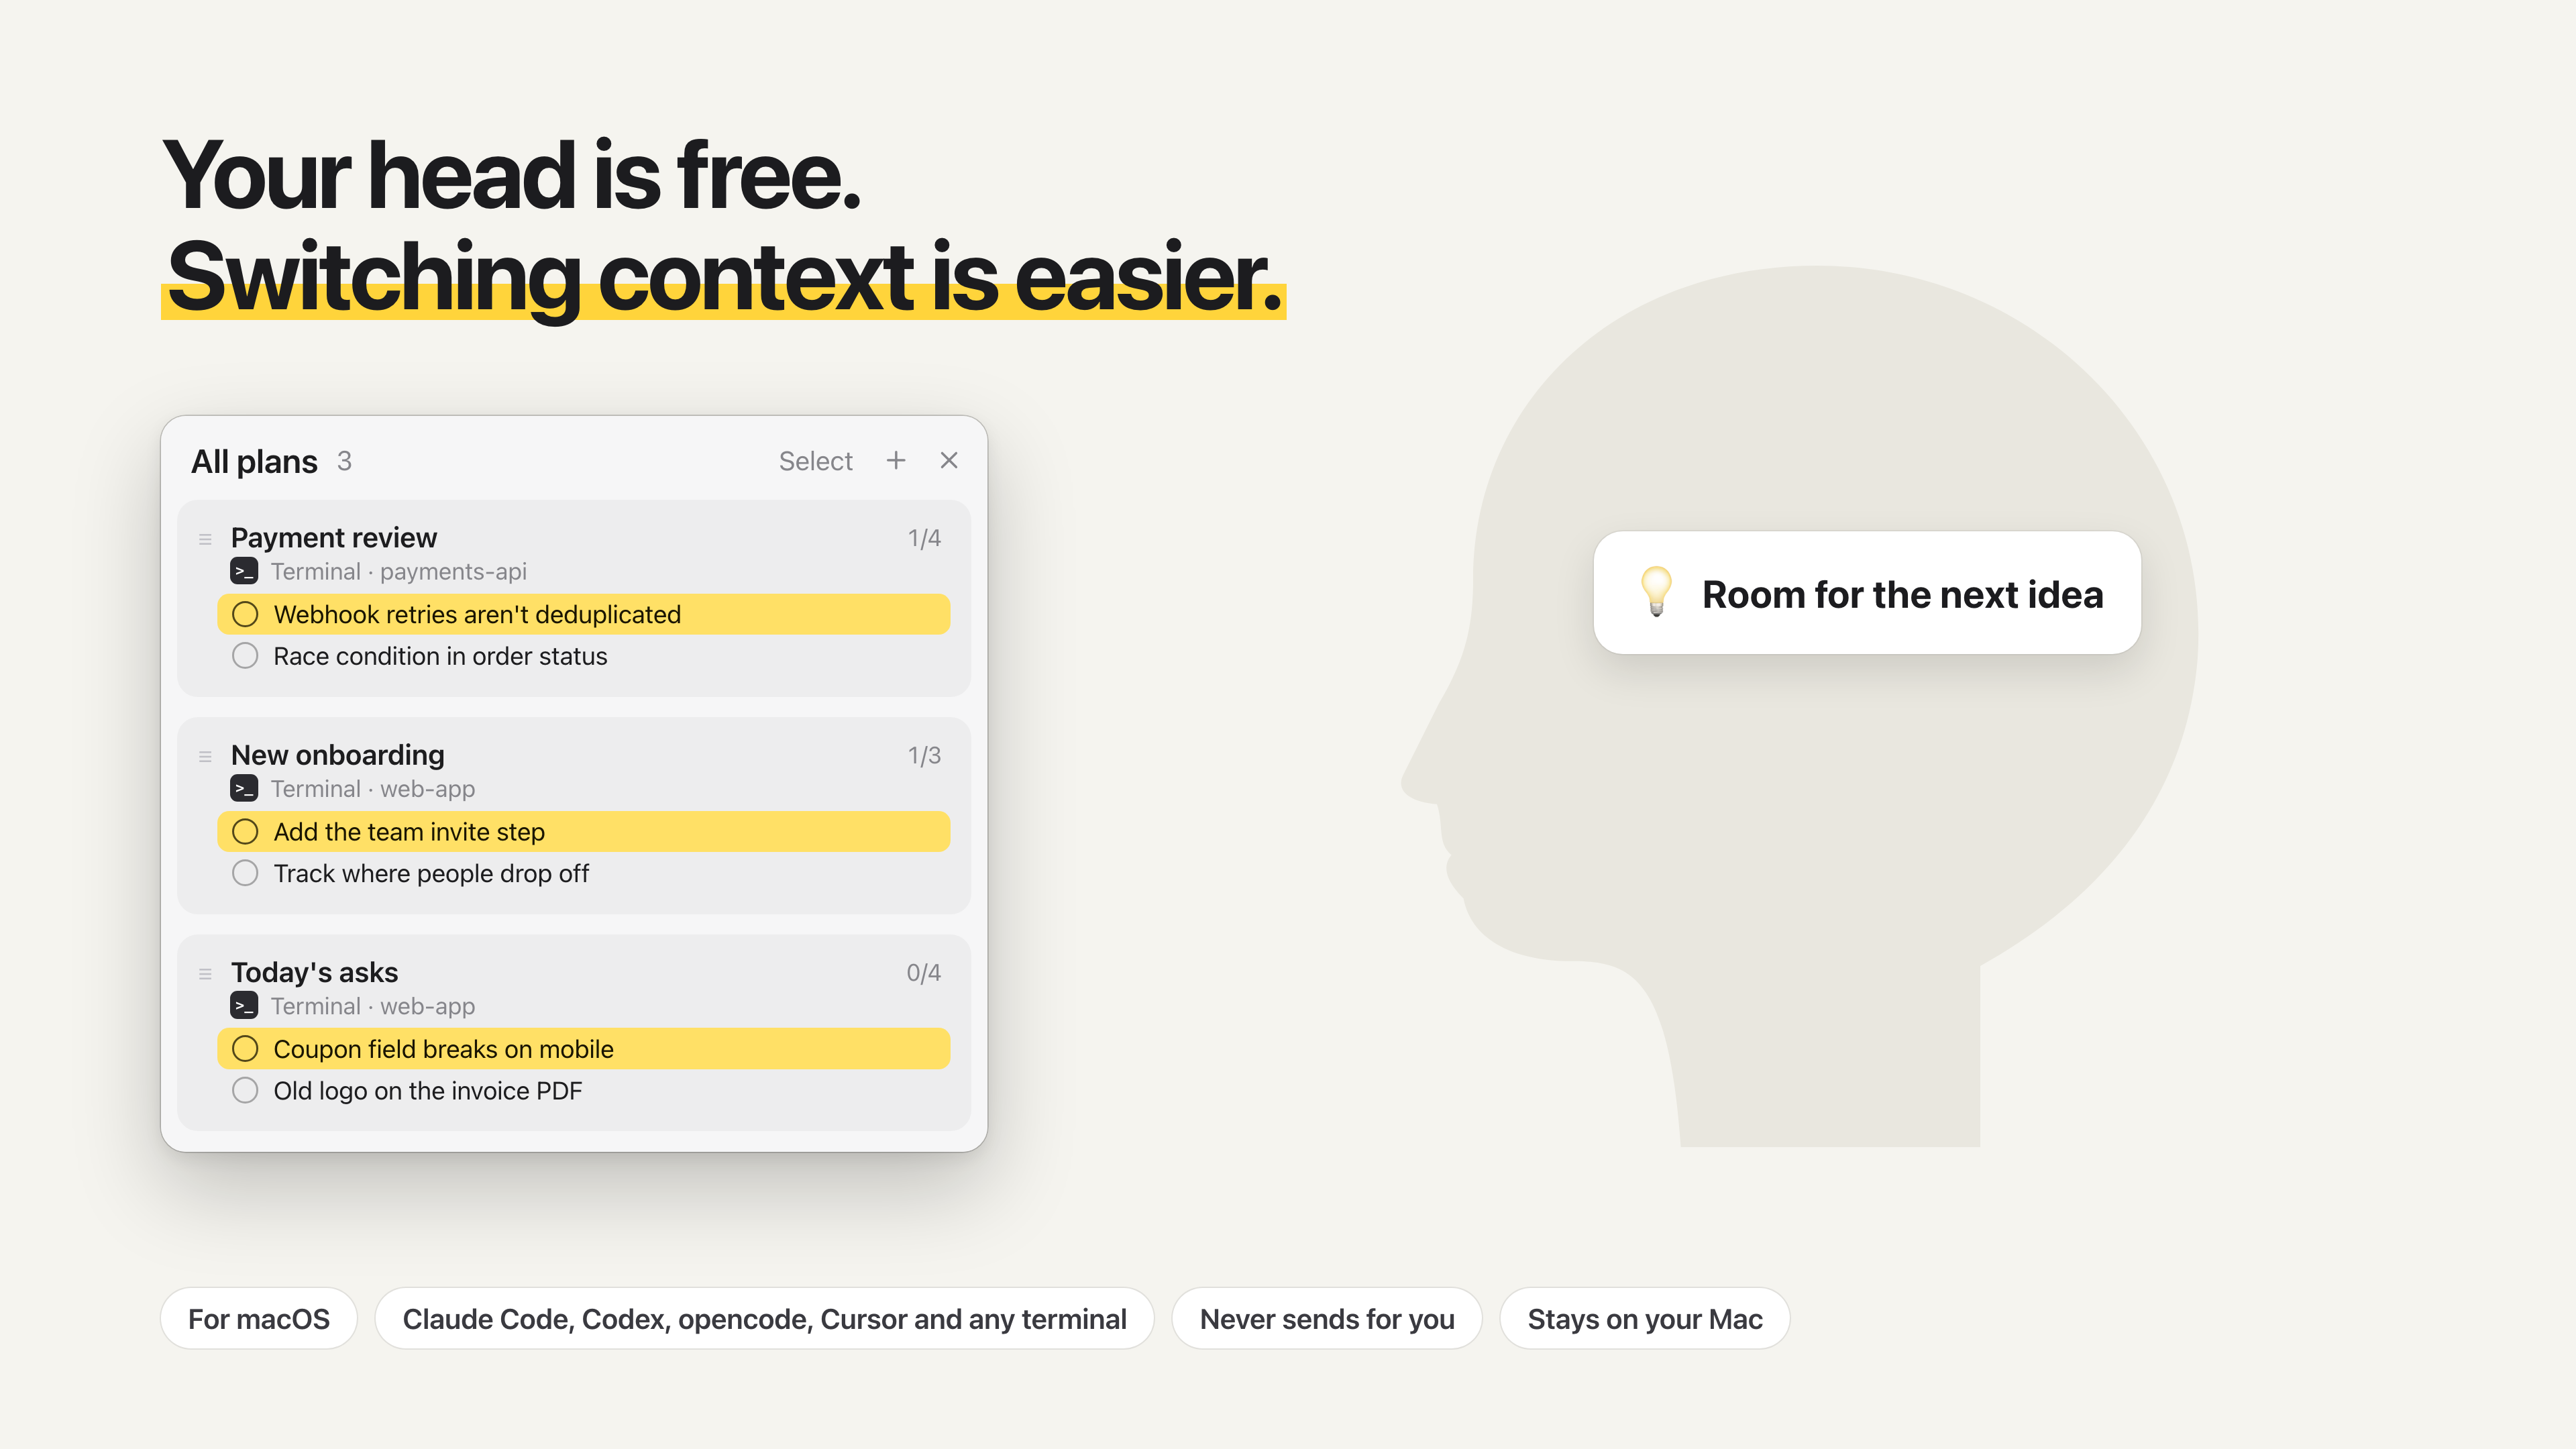 Your head is free.
Switching context is easier.
All plans 3 Select + ×
Payment review 1/4
>_ Terminal · payments-api
Webhook retries aren't deduplicated
Race condition in order status
New onboarding 1/3
>_ Terminal · web-app
Add the team invite step
Track where people drop off
Today's asks 0/4
>_ Terminal · web-app
Coupon field breaks on mobile
Old logo on the invoice PDF
Room for the next idea
For macOS
Claude Code, Codex, opencode, Cursor and any terminal
Never sends for you
Stays on your Mac